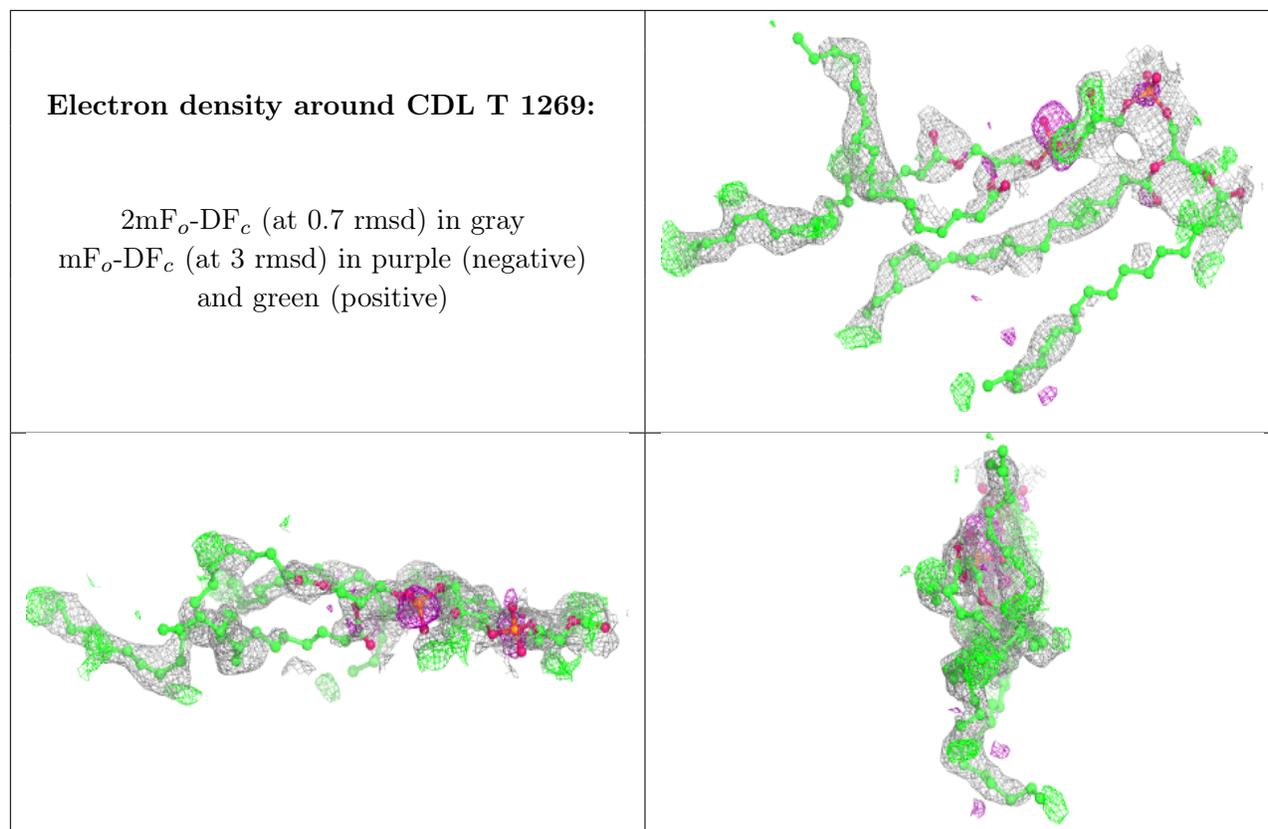 Electron density around CDL T 1269:
2mFₒ-DF𝒸 (at 0.7 rmsd) in gray
mFₒ-DF𝒸 (at 3 rmsd) in purple (negative)
and green (positive)